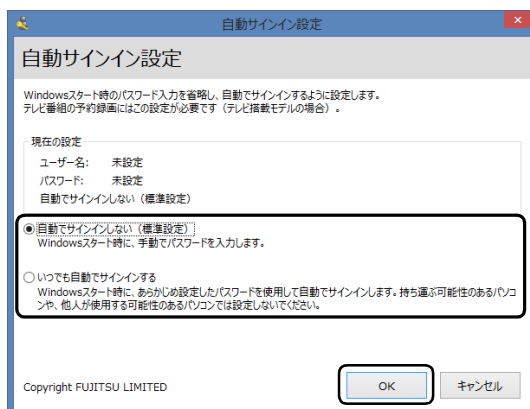 自動サインイン設定
自動サインイン設定
Windowsスタート時のパスワード入力を省略し、自動でサインインするように設定します。
テレビ番組の予約録画にはこの設定が必要です（テレビ搭載モデルの場合）。
現在の設定
ユーザー名: 未設定
パスワード: 未設定
自動でサインインしない（標準設定）
自動でサインインしない（標準設定）
Windowsスタート時に、手動でパスワードを入力します。
いつでも自動でサインインする
Windowsスタート時に、あらかじめ設定したパスワードを使用して自動でサインインします。持ち運ぶ可能性のあるパソコ
ンや、他人が使用する可能性のあるパソコンでは設定しないでください。
Copyright FUJITSU LIMITED
OK
キャンセル